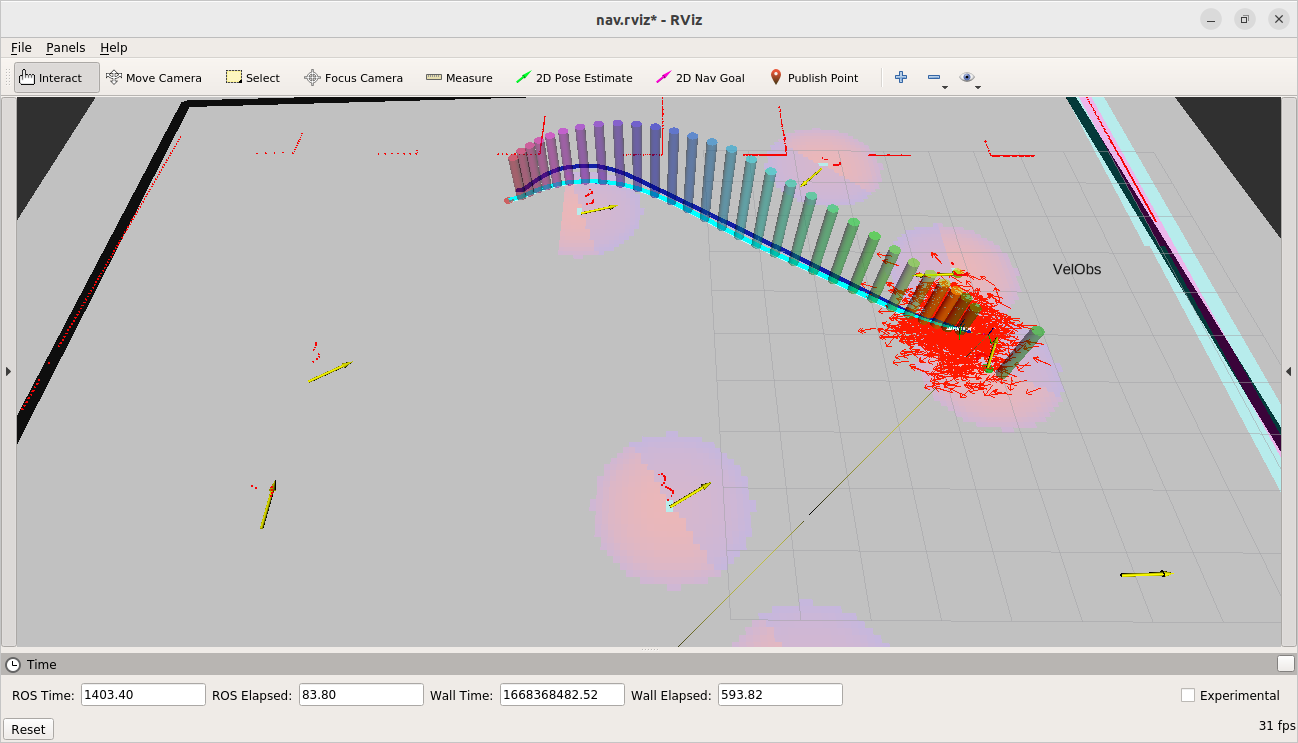 nav.rviz* - RViz
File Panels Help
Interact Move Camera Select Focus Camera Measure 2D Pose Estimate 2D Nav Goal Publish Point
VelObs
Time
ROS Time: 1403.40 ROS Elapsed: 83.80 Wall Time: 1668368482.52 Wall Elapsed: 593.82 Experimental
Reset 31 fps